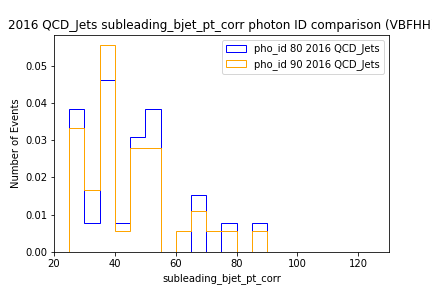 2016 QCD_Jets subleading_bjet_pt_corr photon ID comparison (VBFHH
pho_id 80 2016 QCD_Jets
pho_id 90 2016 QCD_Jets
Number of Events
0.05
0.04
0.03
0.02
0.01
0.00
20 40 60 80 100 120
subleading_bjet_pt_corr